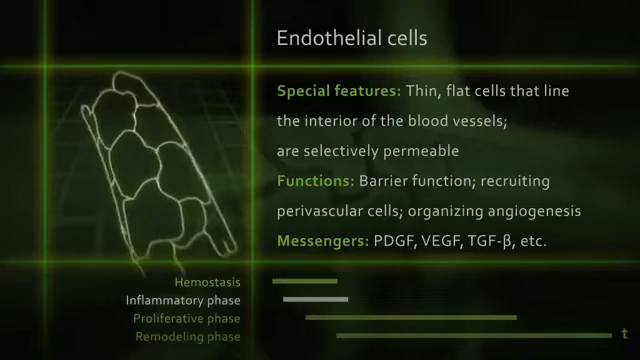 Endothelial cells
Special features: Thin, flat cells that line
the interior of the blood vessels;
are selectively permeable
Functions: Barrier function; recruiting
perivascular cells; organizing angiogenesis
Messengers: PDGF, VEGF, TGF-β, etc.
Hemostasis
Inflammatory phase
Proliferative phase
Remodeling phase
t